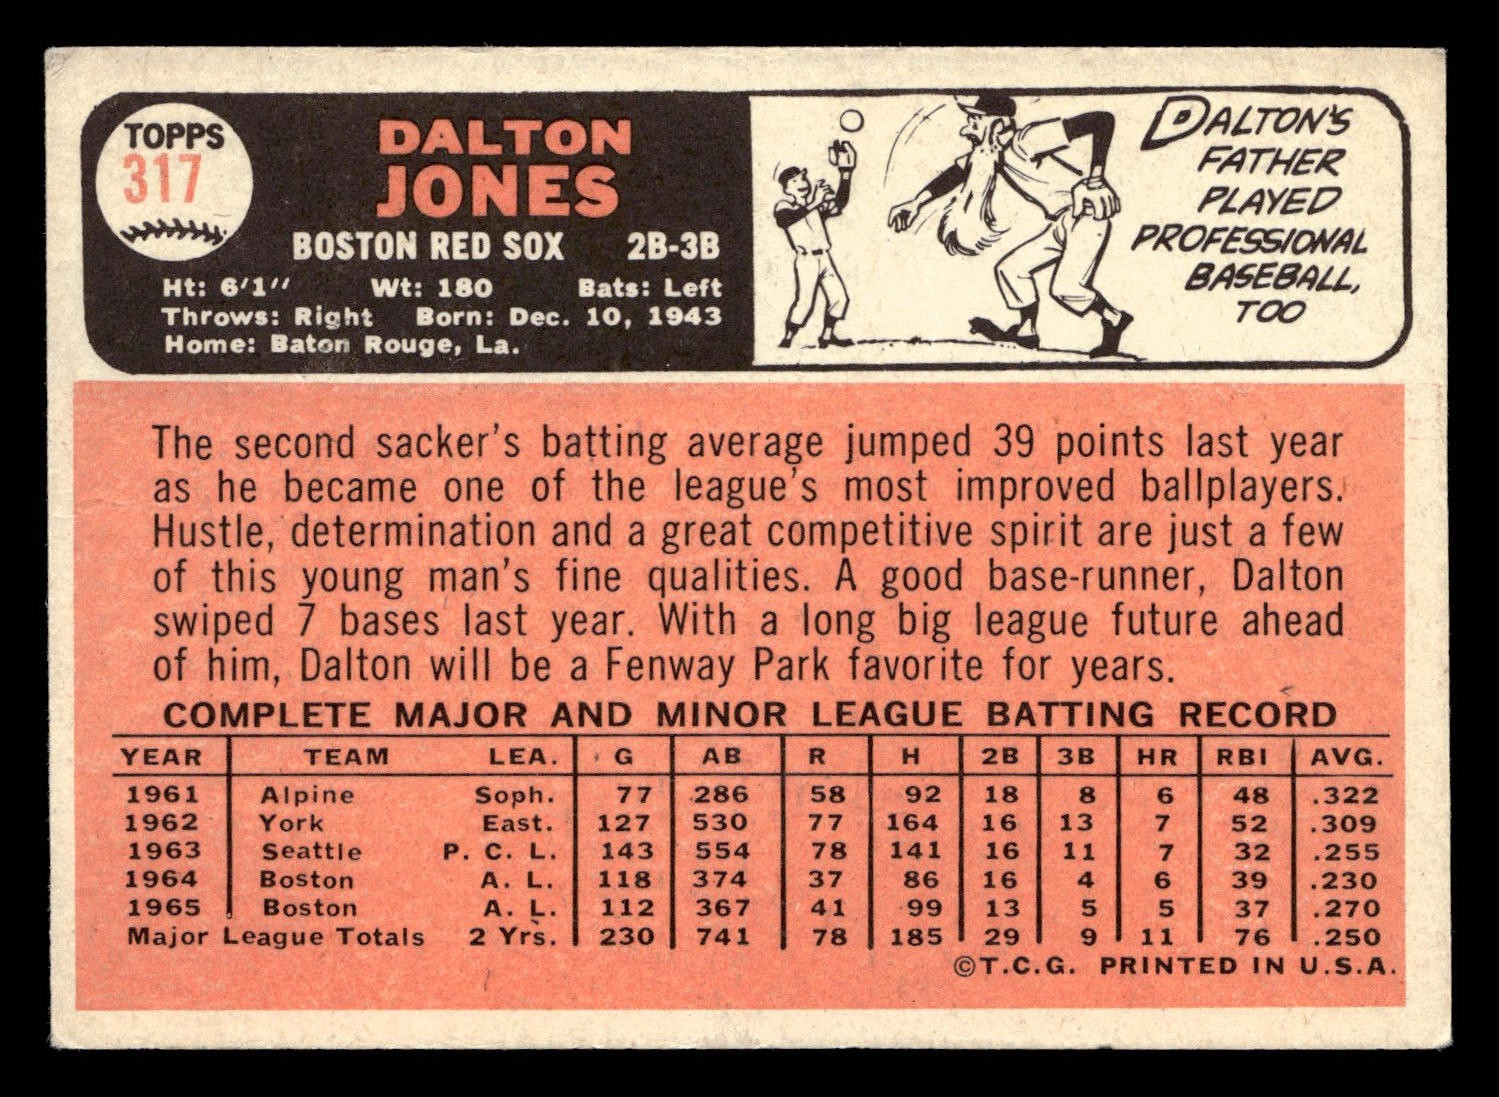 TOPPS
317
DALTON
JONES
BOSTON RED SOX 2B-3B
Ht: 6'1" Wt: 180 Bats: Left
Throws: Right Born: Dec. 10, 1943
Home: Baton Rouge, La.
DALTON'S
FATHER
PLAYED
PROFESSIONAL
BASEBALL,
TOO
The second sacker's batting average jumped 39 points last year
as he became one of the league's most improved ballplayers.
Hustle, determination and a great competitive spirit are just a few
of this young man's fine qualities. A good base-runner, Dalton
swiped 7 bases last year. With a long big league future ahead
of him, Dalton will be a Fenway Park favorite for years.
COMPLETE MAJOR AND MINOR LEAGUE BATTING RECORD
YEAR TEAM LEA. G AB R H 2B 3B HR RBI AVG.
1961 Alpine Soph. 77 286 58 92 18 8 6 48 .322
1962 York East. 127 530 77 164 16 13 7 52 .309
1963 Seattle P. C. L. 143 554 78 141 16 11 7 32 .255
1964 Boston A. L. 118 374 37 86 16 4 6 39 .230
1965 Boston A. L. 112 367 41 99 13 5 5 37 .270
Major League Totals 2 Yrs. 230 741 78 185 29 9 11 76 .250
©T.C.G. PRINTED IN U.S.A.